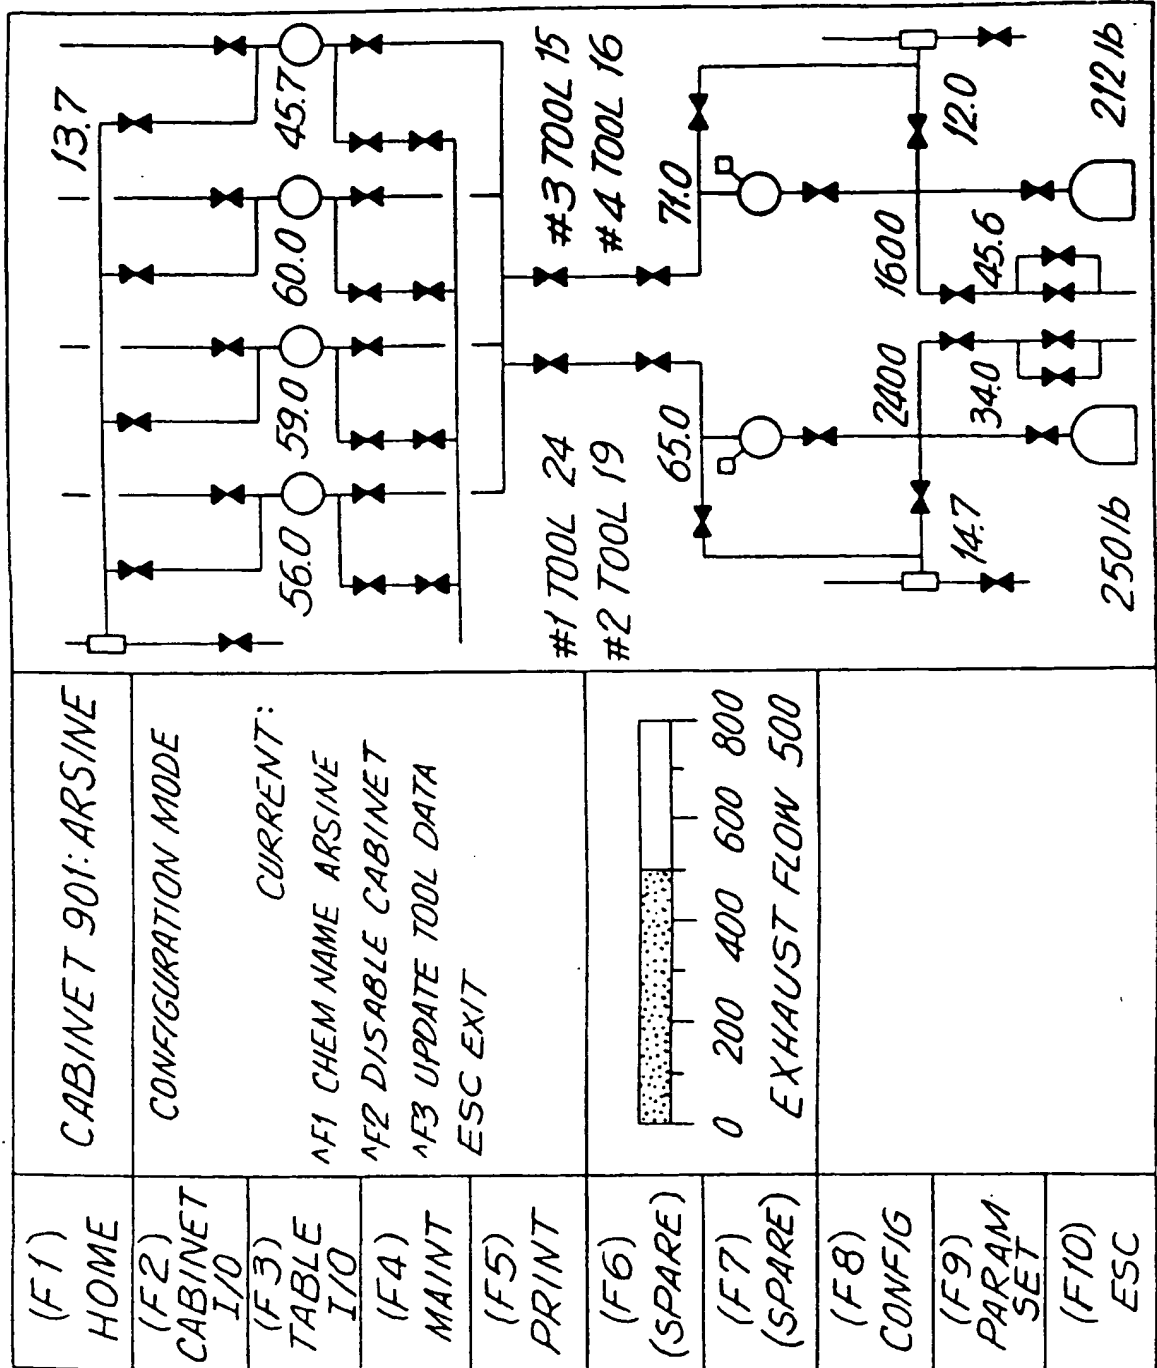 (F1)
HOME
(F2)
CABINET
I/O
(F3)
TABLE
I/O
(F4)
MAINT
(F5)
PRINT
(F6)
(SPARE)
(F7)
(SPARE)
(F8)
CONFIG
(F9)
PARAM
SET
(F10)
ESC
CABINET 901: ARSINE
CONFIGURATION MODE
CURRENT:
^F1 CHEM NAME ARSINE
^F2 DISABLE CABINET
^F3 UPDATE TOOL DATA
ESC EXIT
0 200 400 600 800
EXHAUST FLOW 500
13.7
56.0 59.0 60.0 45.7
#1 TOOL 24 #3 TOOL 15
#2 TOOL 19 #4 TOOL 16
65.0 71.0
2400 1600
14.7 34.0 45.6 12.0
250 lb 212 lb